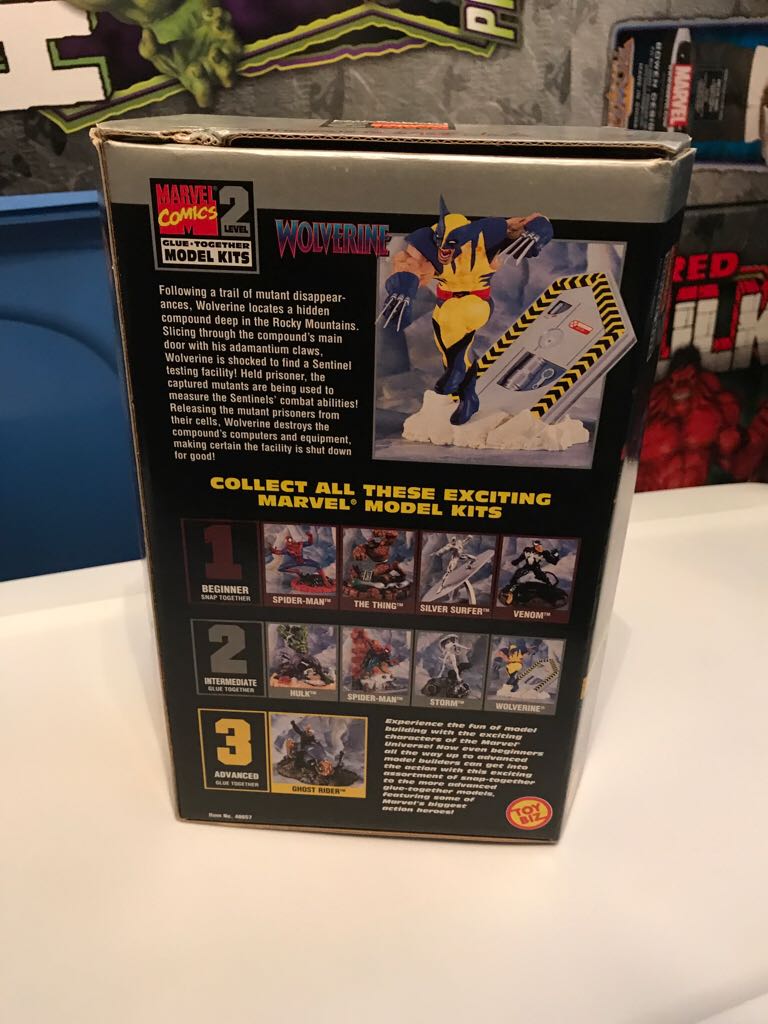 MARVEL
BOWEN DESIGNS
RED
MARVEL
COMICS
2
LEVEL
GLUE•TOGETHER
MODEL KITS
WOLVERINE
Following a trail of mutant disappear-
ances, Wolverine locates a hidden
compound deep in the Rocky Mountains.
Slicing through the compound's main
door with his adamantium claws,
Wolverine is shocked to find a Sentinel
testing facility! Held prisoner, the
captured mutants are being used to
measure the Sentinels' combat abilities!
Releasing the mutant prisoners from
their cells, Wolverine destroys the
compound's computers and equipment,
making certain the facility is shut down
for good!
COLLECT ALL THESE EXCITING
MARVEL® MODEL KITS
1
BEGINNER
SNAP TOGETHER
SPIDER-MAN™
THE THING™
SILVER SURFER™
VENOM™
2
INTERMEDIATE
GLUE TOGETHER
HULK™
SPIDER-MAN™
STORM™
WOLVERINE®
3
ADVANCED
GLUE TOGETHER
GHOST RIDER™
Experience the fun of model
building with the exciting
characters of the Marvel
Universe! Now even beginners
all the way up to advanced
model builders can get into
the action with this exciting
assortment of snap-together
to the more advanced
glue-together models,
featuring some of
Marvel's biggest
action heroes!
Item No. 48657
TOY
BIZ